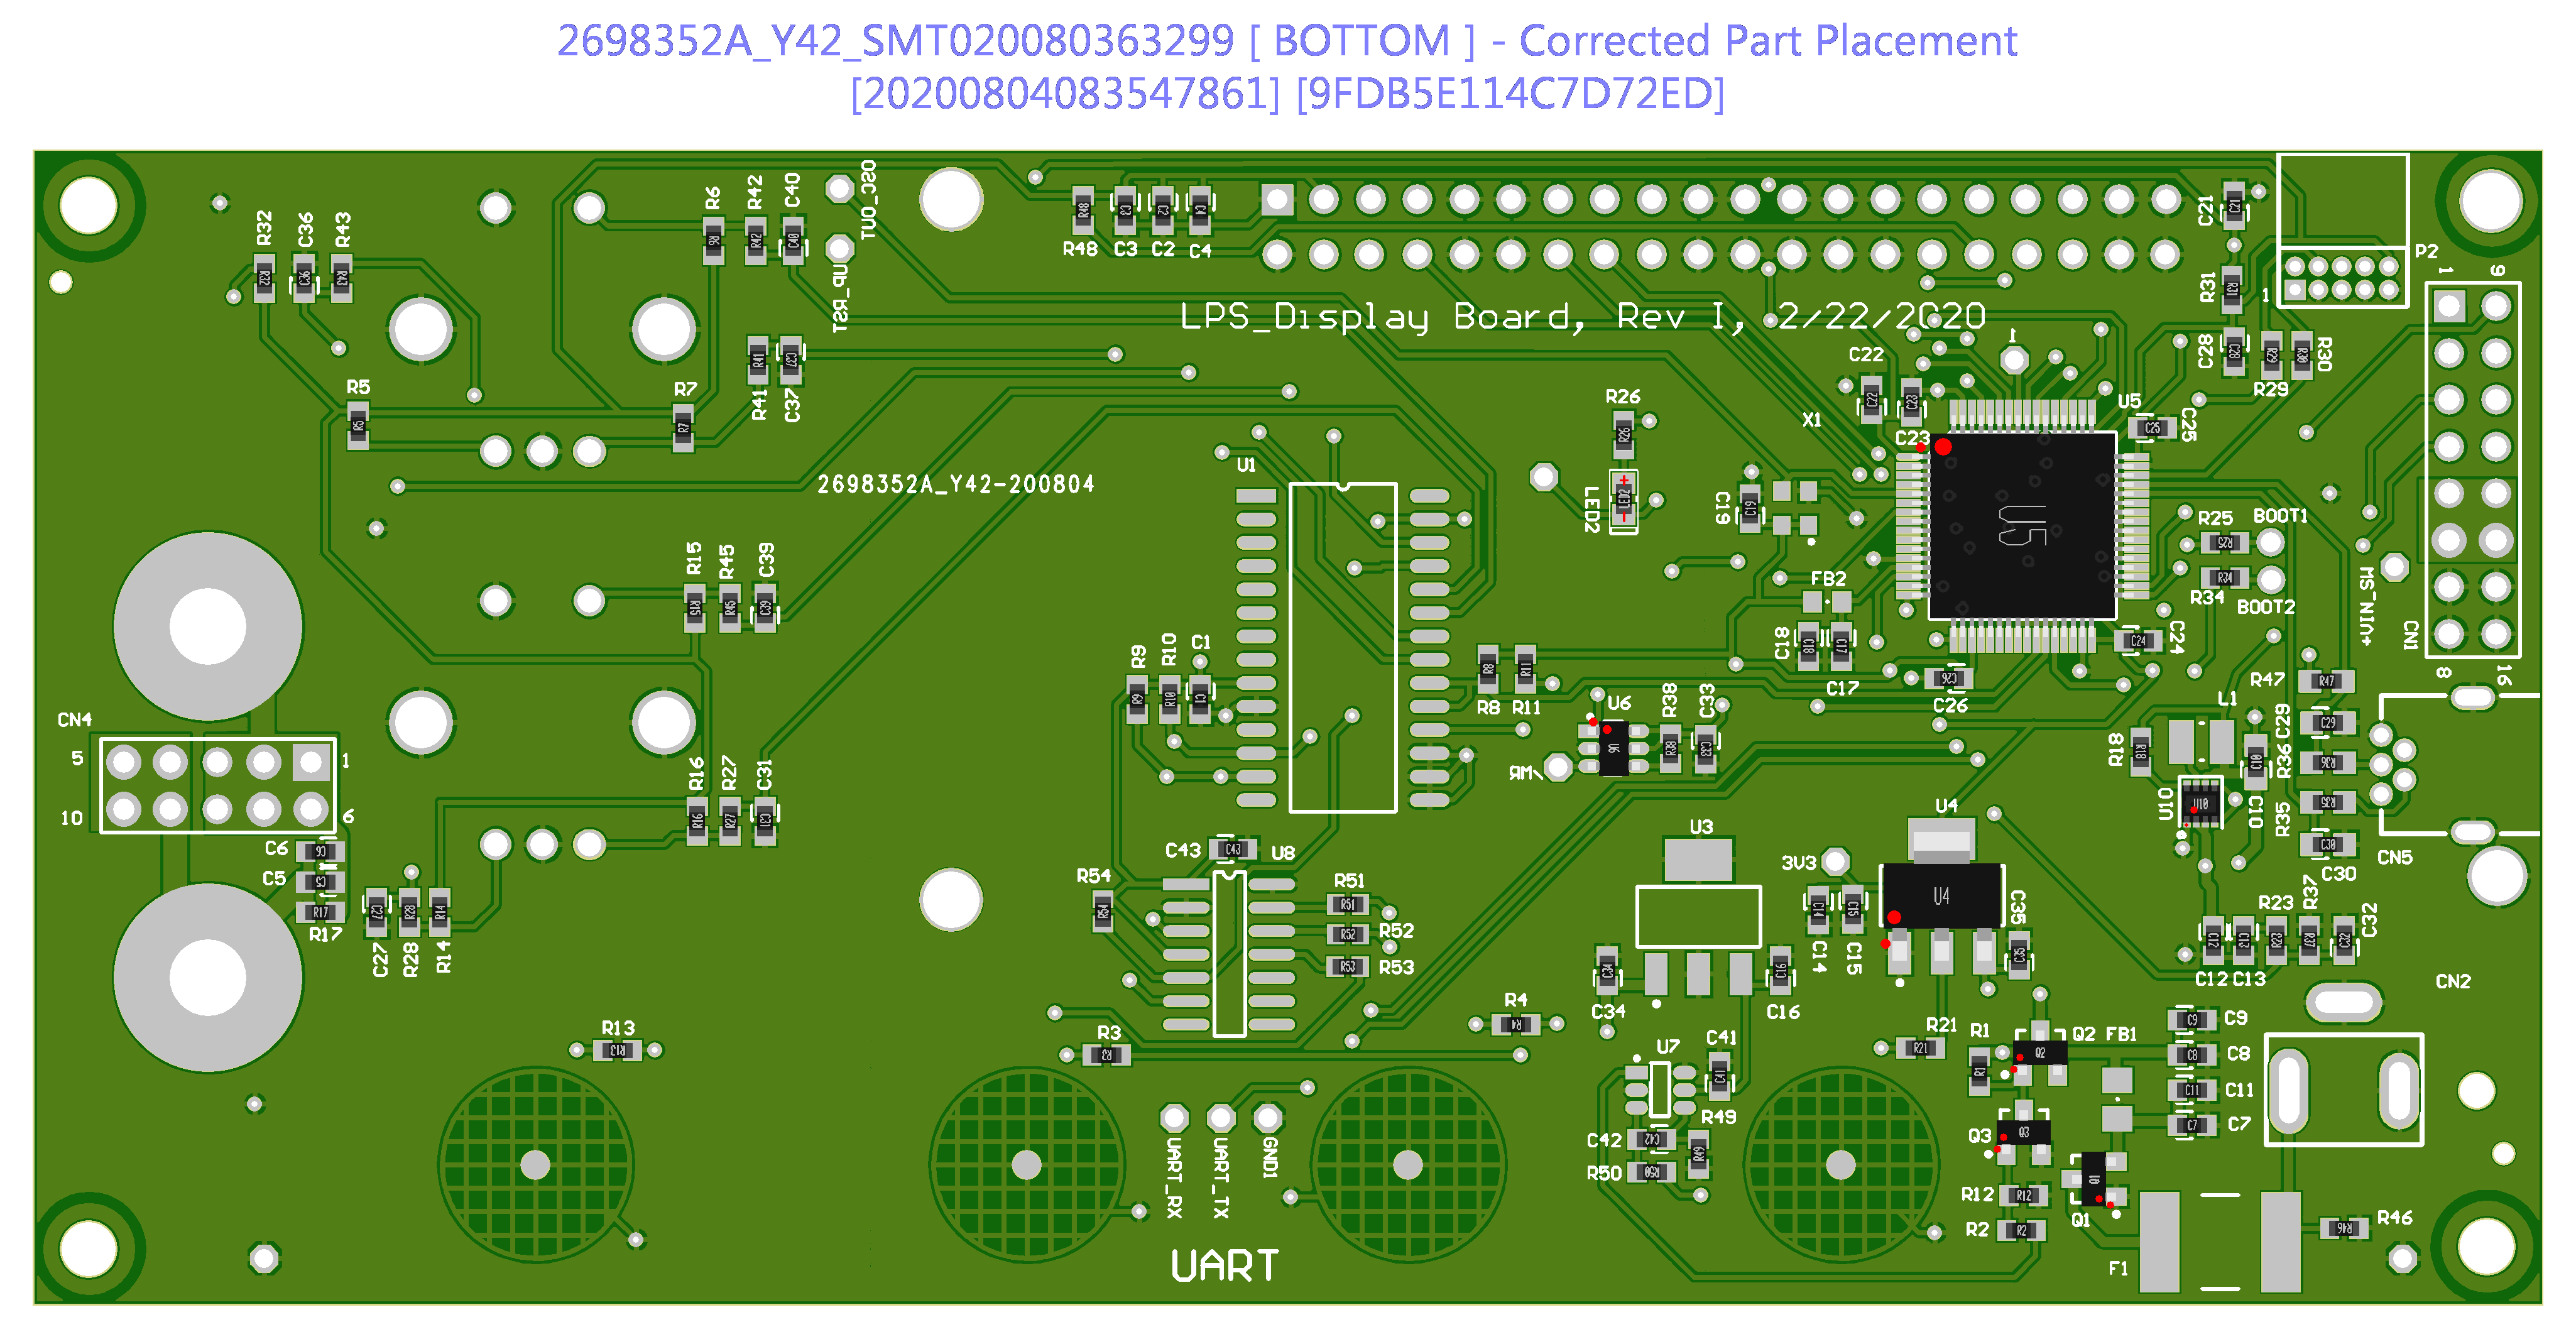 2698352A_Y42_SMT020080363299 [ BOTTOM ] - Corrected Part Placement
[20200804083547861] [9FDB5E114C7D72ED]
R32 C36 R43 R6 R42 C40 OSC_OUT
UP_RST
R48 C3 C2 C4
C21 P2
1 9
R31 1
LPS_Display Board, Rev I, 2/22/2020
1
C22 C28 R29 R30
R5 R7 R41 C37
R26 X1 C23 U5 C25
U1
2698352A_Y42-200804
LED2 C19
R25 BOOT1
R34 BOOT2
+VIN_SM CN1
8 16
R15 R45 C39
FB2
C18 C17 C26 C24
R9 R10 C1
R8 R11
U6 R38 C33
/MR
R47 L1 C29
R18 R36 C10 R35
U10
C30 CN5
CN4
5 1
10 6
R16 R27 C31
C6
C5
R17 C27 R28 R14
C43 U8
R54 R51
R52
R53
U3 3V3 U4
C14 C15 C35
C34 C16
R23 R37 C32
C12 C13 CN2
R13 R3 R4
U7 C41 R21 R1 Q2 FB1 C9
C8
C11
C7
R49
C42
R50
Q3
R12
R2 Q1
F1 R46
UART_RX UART_TX GND1
UART